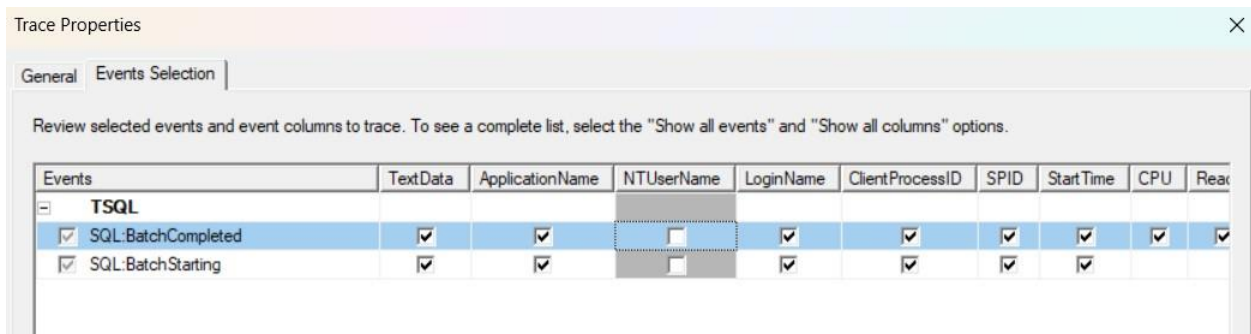 Trace Properties
General Events Selection
Review selected events and event columns to trace. To see a complete list, select the "Show all events" and "Show all columns" options.
Events TextData ApplicationName NTUserName LoginName ClientProcessID SPID StartTime CPU Reac
TSQL
SQL:BatchCompleted
SQL:BatchStarting